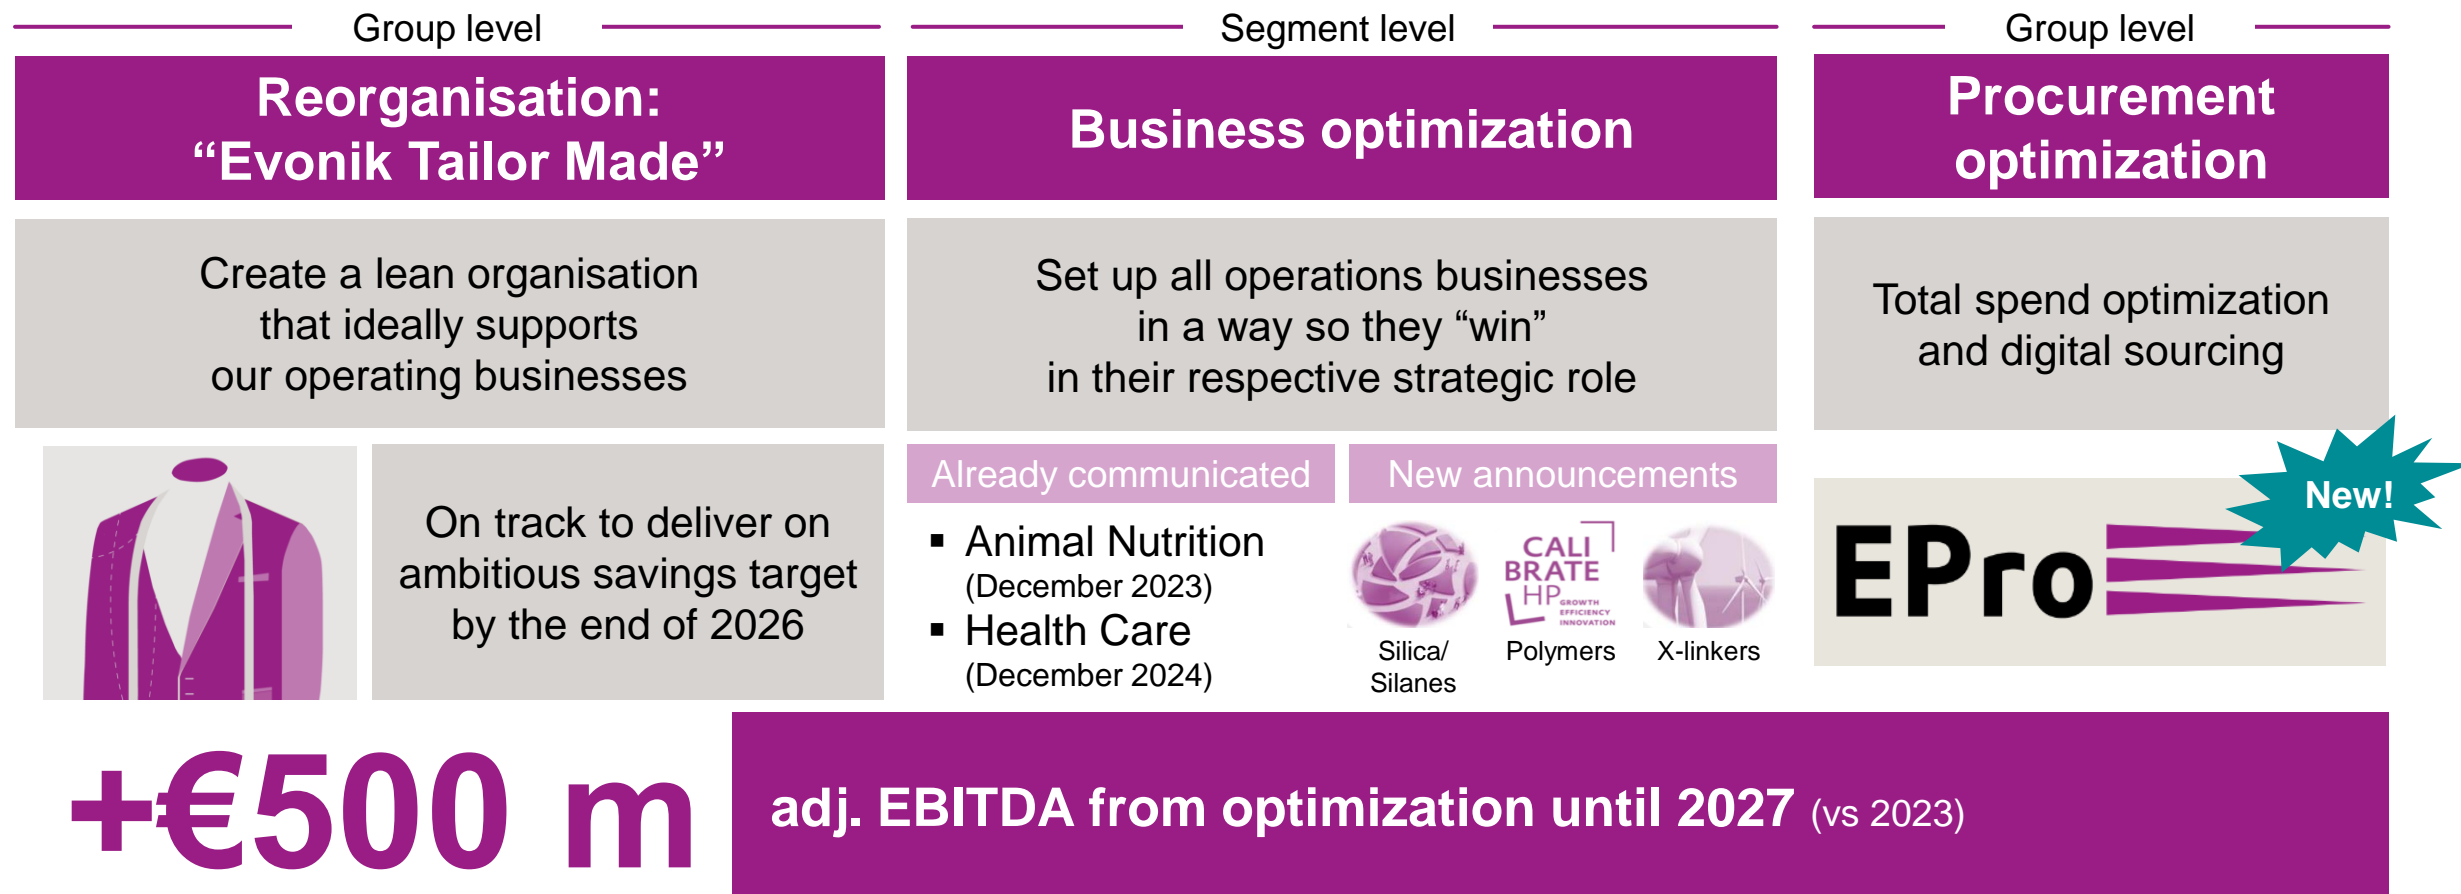 Group level
Reorganisation:
“Evonik Tailor Made”
Create a lean organisation
that ideally supports
our operating businesses
On track to deliver on
ambitious savings target
by the end of 2026
Segment level
Business optimization
Set up all operations businesses
in a way so they “win”
in their respective strategic role
Already communicated
▪ Animal Nutrition
(December 2023)
▪ Health Care
(December 2024)
New announcements
Silica/
Silanes
CALI
BRATE
HP
GROWTH
EFFICIENCY
INNOVATION
Polymers
X-linkers
Group level
Procurement
optimization
Total spend optimization
and digital sourcing
New!
EPro
+€500 m
adj. EBITDA from optimization until 2027 (vs 2023)